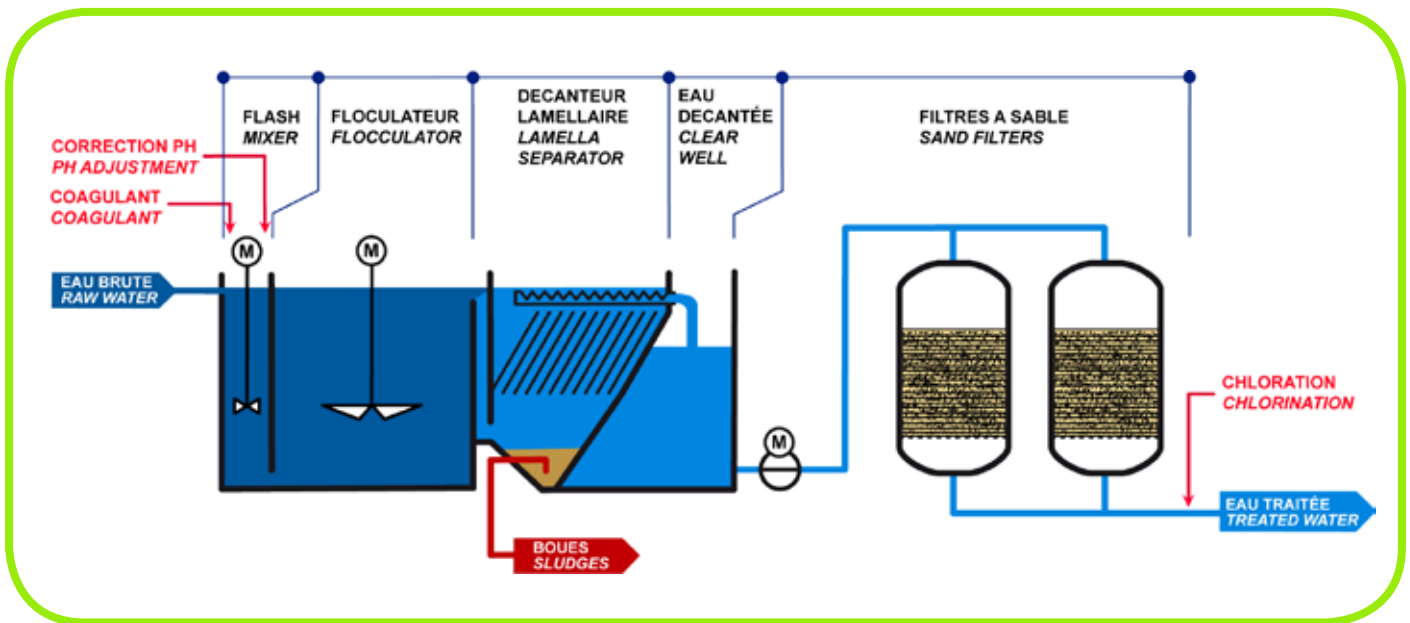 FLASH
MIXER
FLOCULATEUR
FLOCCULATOR
DECANTEUR
LAMELLAIRE
LAMELLA
SEPARATOR
EAU
DECANTÉE
CLEAR
WELL
FILTRES A SABLE
SAND FILTERS
CORRECTION PH
PH ADJUSTMENT
COAGULANT
COAGULANT
M
M
EAU BRUTE
RAW WATER
CHLORATION
CHLORINATION
M
EAU TRAITÉE
TREATED WATER
BOUES
SLUDGES